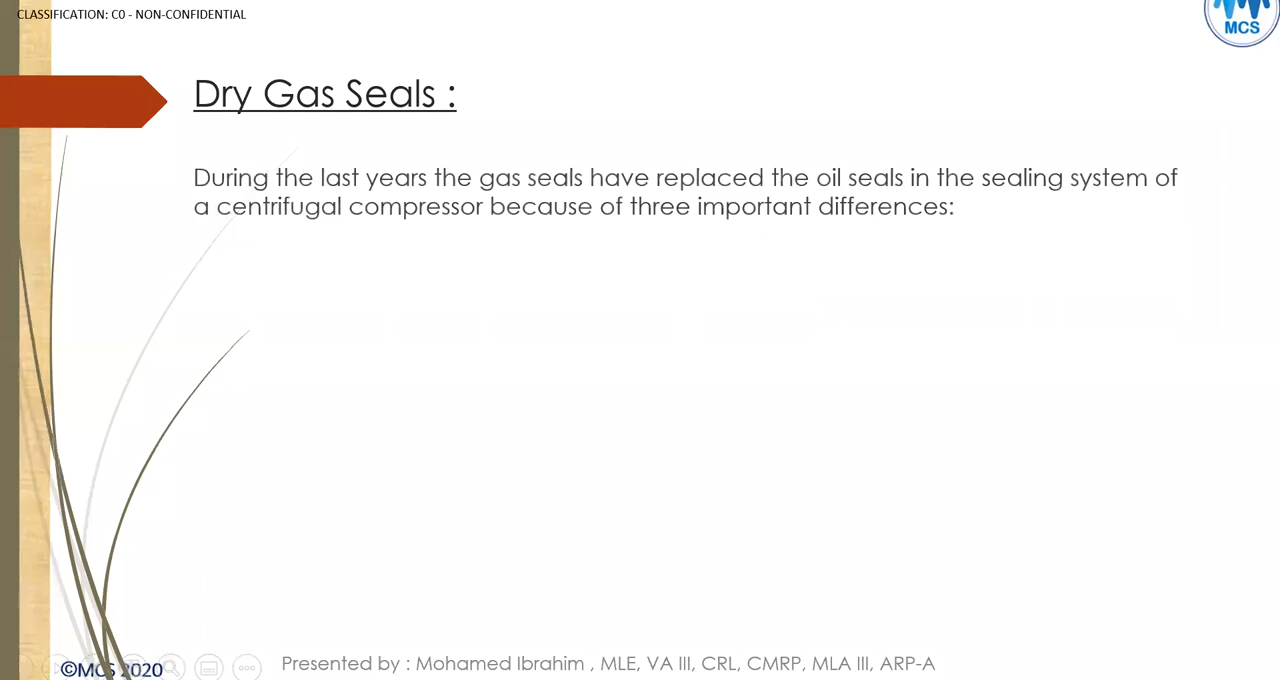 CLASSIFICATION: C0 - NON-CONFIDENTIAL
MCS
Dry Gas Seals :
During the last years the gas seals have replaced the oil seals in the sealing system of
a centrifugal compressor because of three important differences:
©MCS 2020
Presented by : Mohamed Ibrahim , MLE, VA III, CRL, CMRP, MLA III, ARP-A